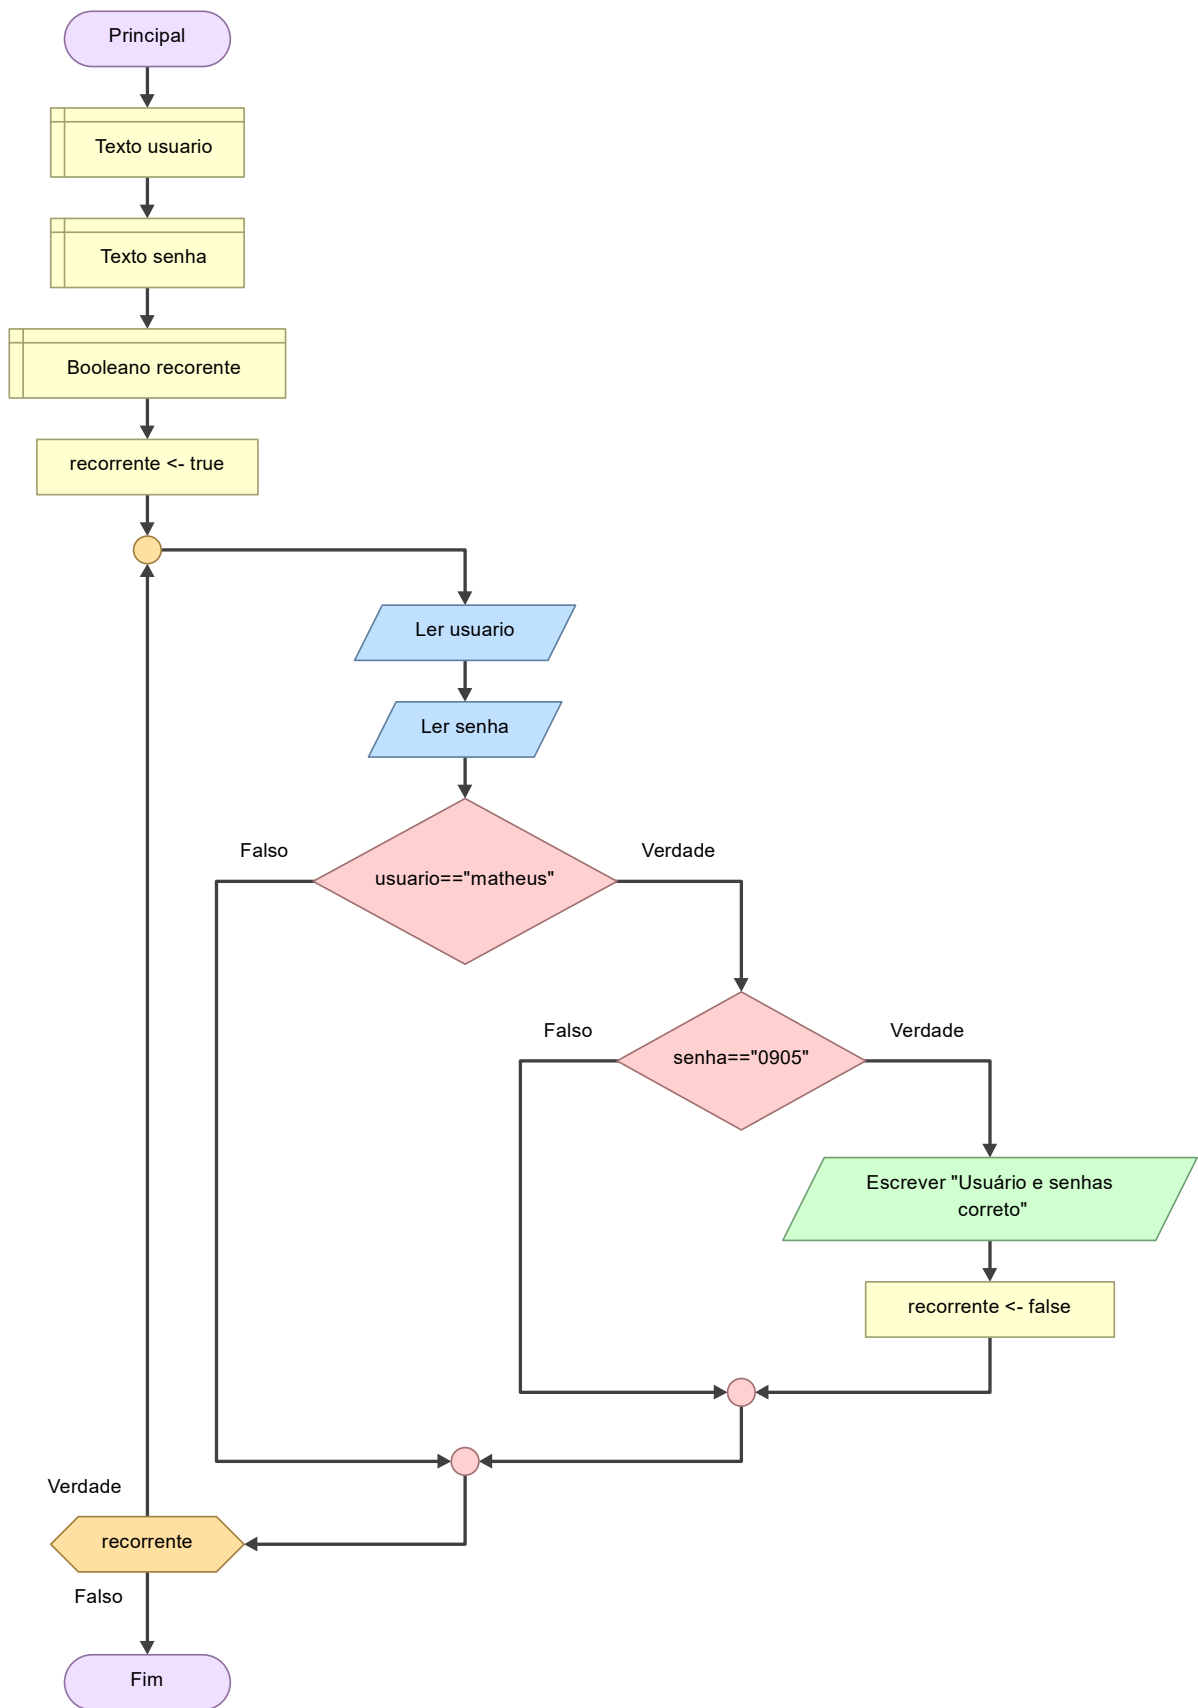 Principal
Texto usuario
Texto senha
Booleano recorente
recorrente <- true
Ler usuario
Ler senha
Falso
Verdade
usuario=="matheus"
Falso
Verdade
senha=="0905"
Escrever "Usuário e senhas
correto"
recorrente <- false
Verdade
recorrente
Falso
Fim